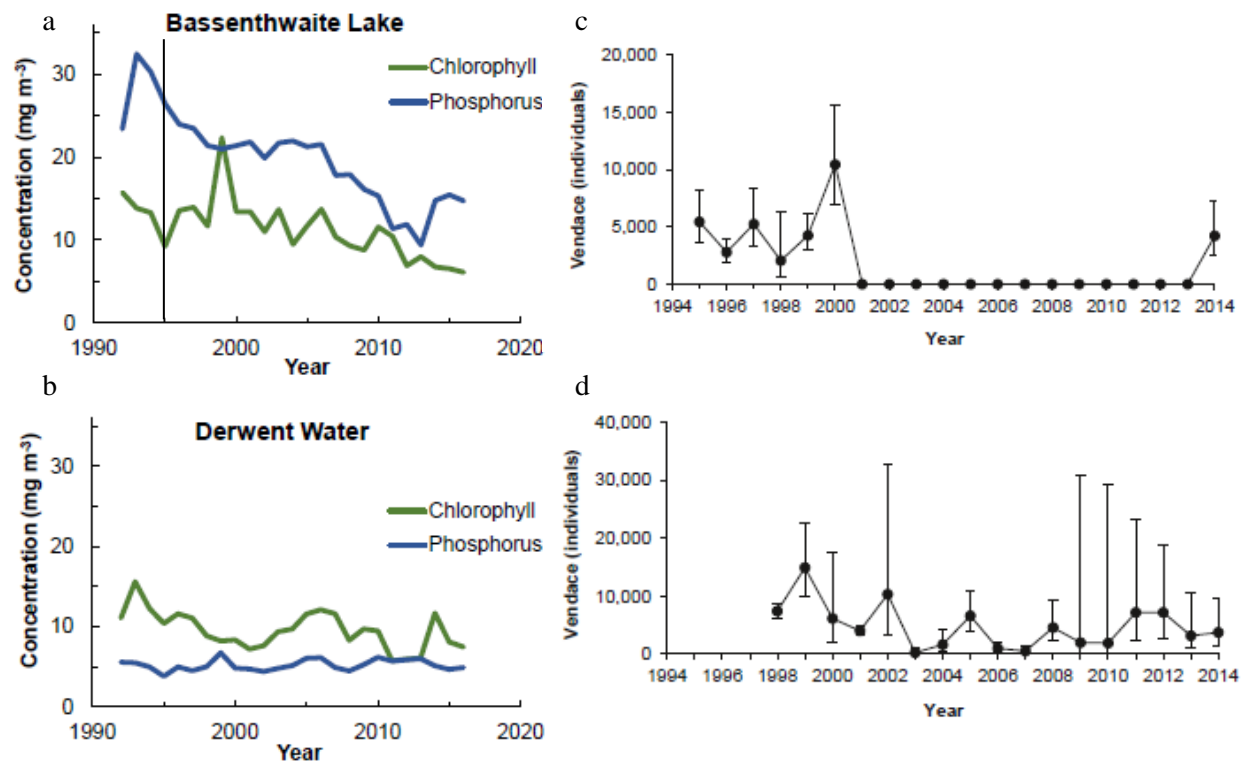 a
Bassenthwaite Lake
Chlorophyll
Phosphorus
Concentration (mg m-3)
30
20
10
0
1990
2000
2010
2020
Year
c
20,000
15,000
10,000
5,000
0
Vendace (individuals)
1994 1996 1998 2000 2002 2004 2006 2008 2010 2012 2014
Year
b
Derwent Water
Chlorophyll
Phosphorus
Concentration (mg m-3)
30
20
10
0
1990
2000
2010
2020
Year
d
40,000
30,000
20,000
10,000
0
Vendace (individuals)
1994 1996 1998 2000 2002 2004 2006 2008 2010 2012 2014
Year